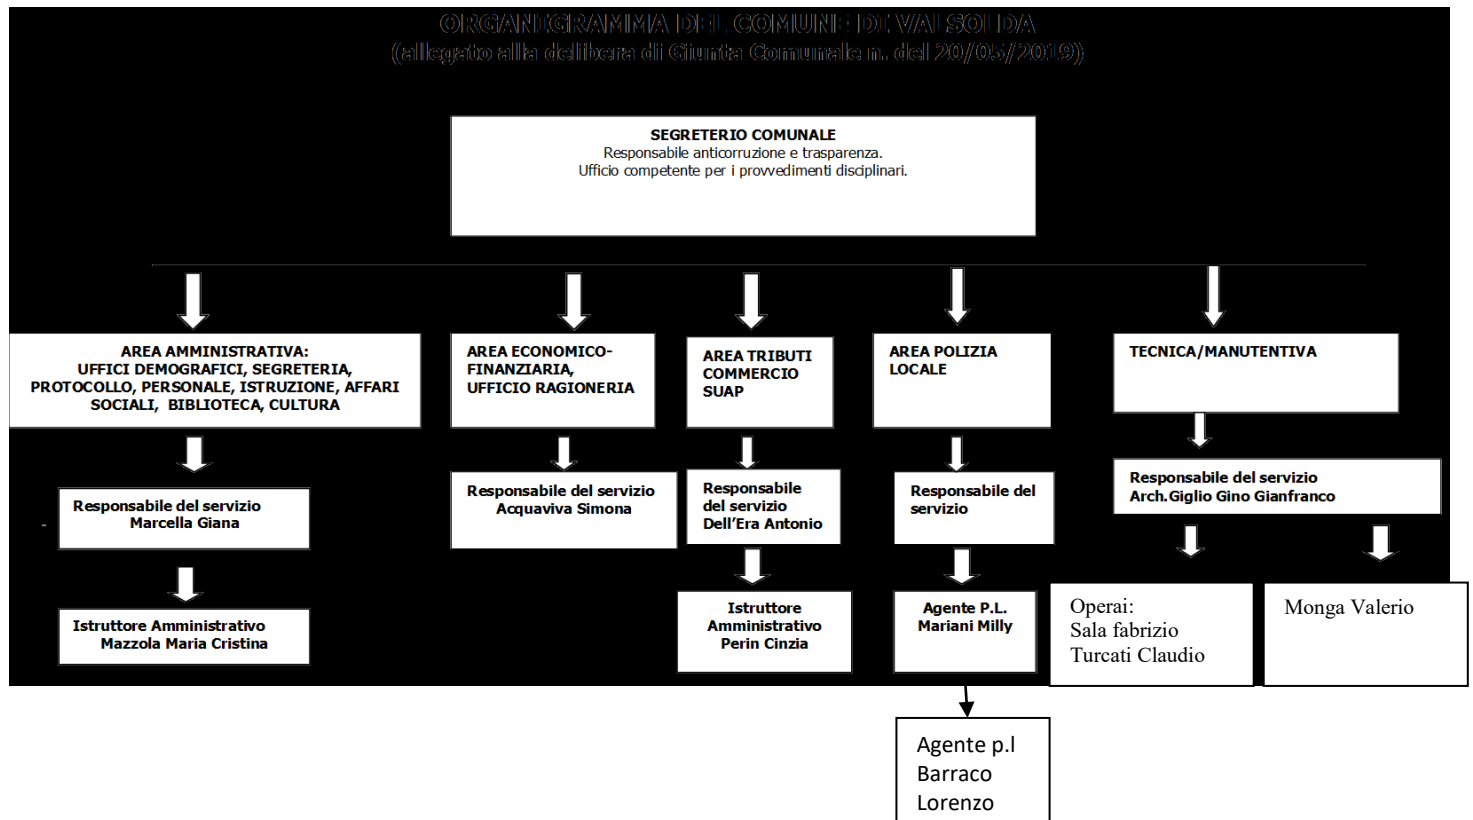 ORGANIGRAMMA DEL COMUNE DI VALSOLDA
(allegato alla delibera di Giunta Comunale n. del 20/05/2019)
SEGRETERIO COMUNALE
Responsabile anticorruzione e trasparenza.
Ufficio competente per i provvedimenti disciplinari.
AREA AMMINISTRATIVA:
UFFICI DEMOGRAFICI, SEGRETERIA,
PROTOCOLLO, PERSONALE, ISTRUZIONE, AFFARI
SOCIALI, BIBLIOTECA, CULTURA
AREA ECONOMICO-
FINANZIARIA,
UFFICIO RAGIONERIA
AREA TRIBUTI
COMMERCIO
SUAP
AREA POLIZIA
LOCALE
TECNICA/MANUTENTIVA
-
Responsabile del servizio
Marcella Giana
Responsabile del servizio
Acquaviva Simona
Responsabile
del servizio
Dell'Era Antonio
Responsabile del
servizio
Responsabile del servizio
Arch.Giglio Gino Gianfranco
Istruttore Amministrativo
Mazzola Maria Cristina
Istruttore
Amministrativo
Perin Cinzia
Agente P.L.
Mariani Milly
Operai:
Sala fabrizio
Turcati Claudio
Monga Valerio
Agente p.l
Barraco
Lorenzo